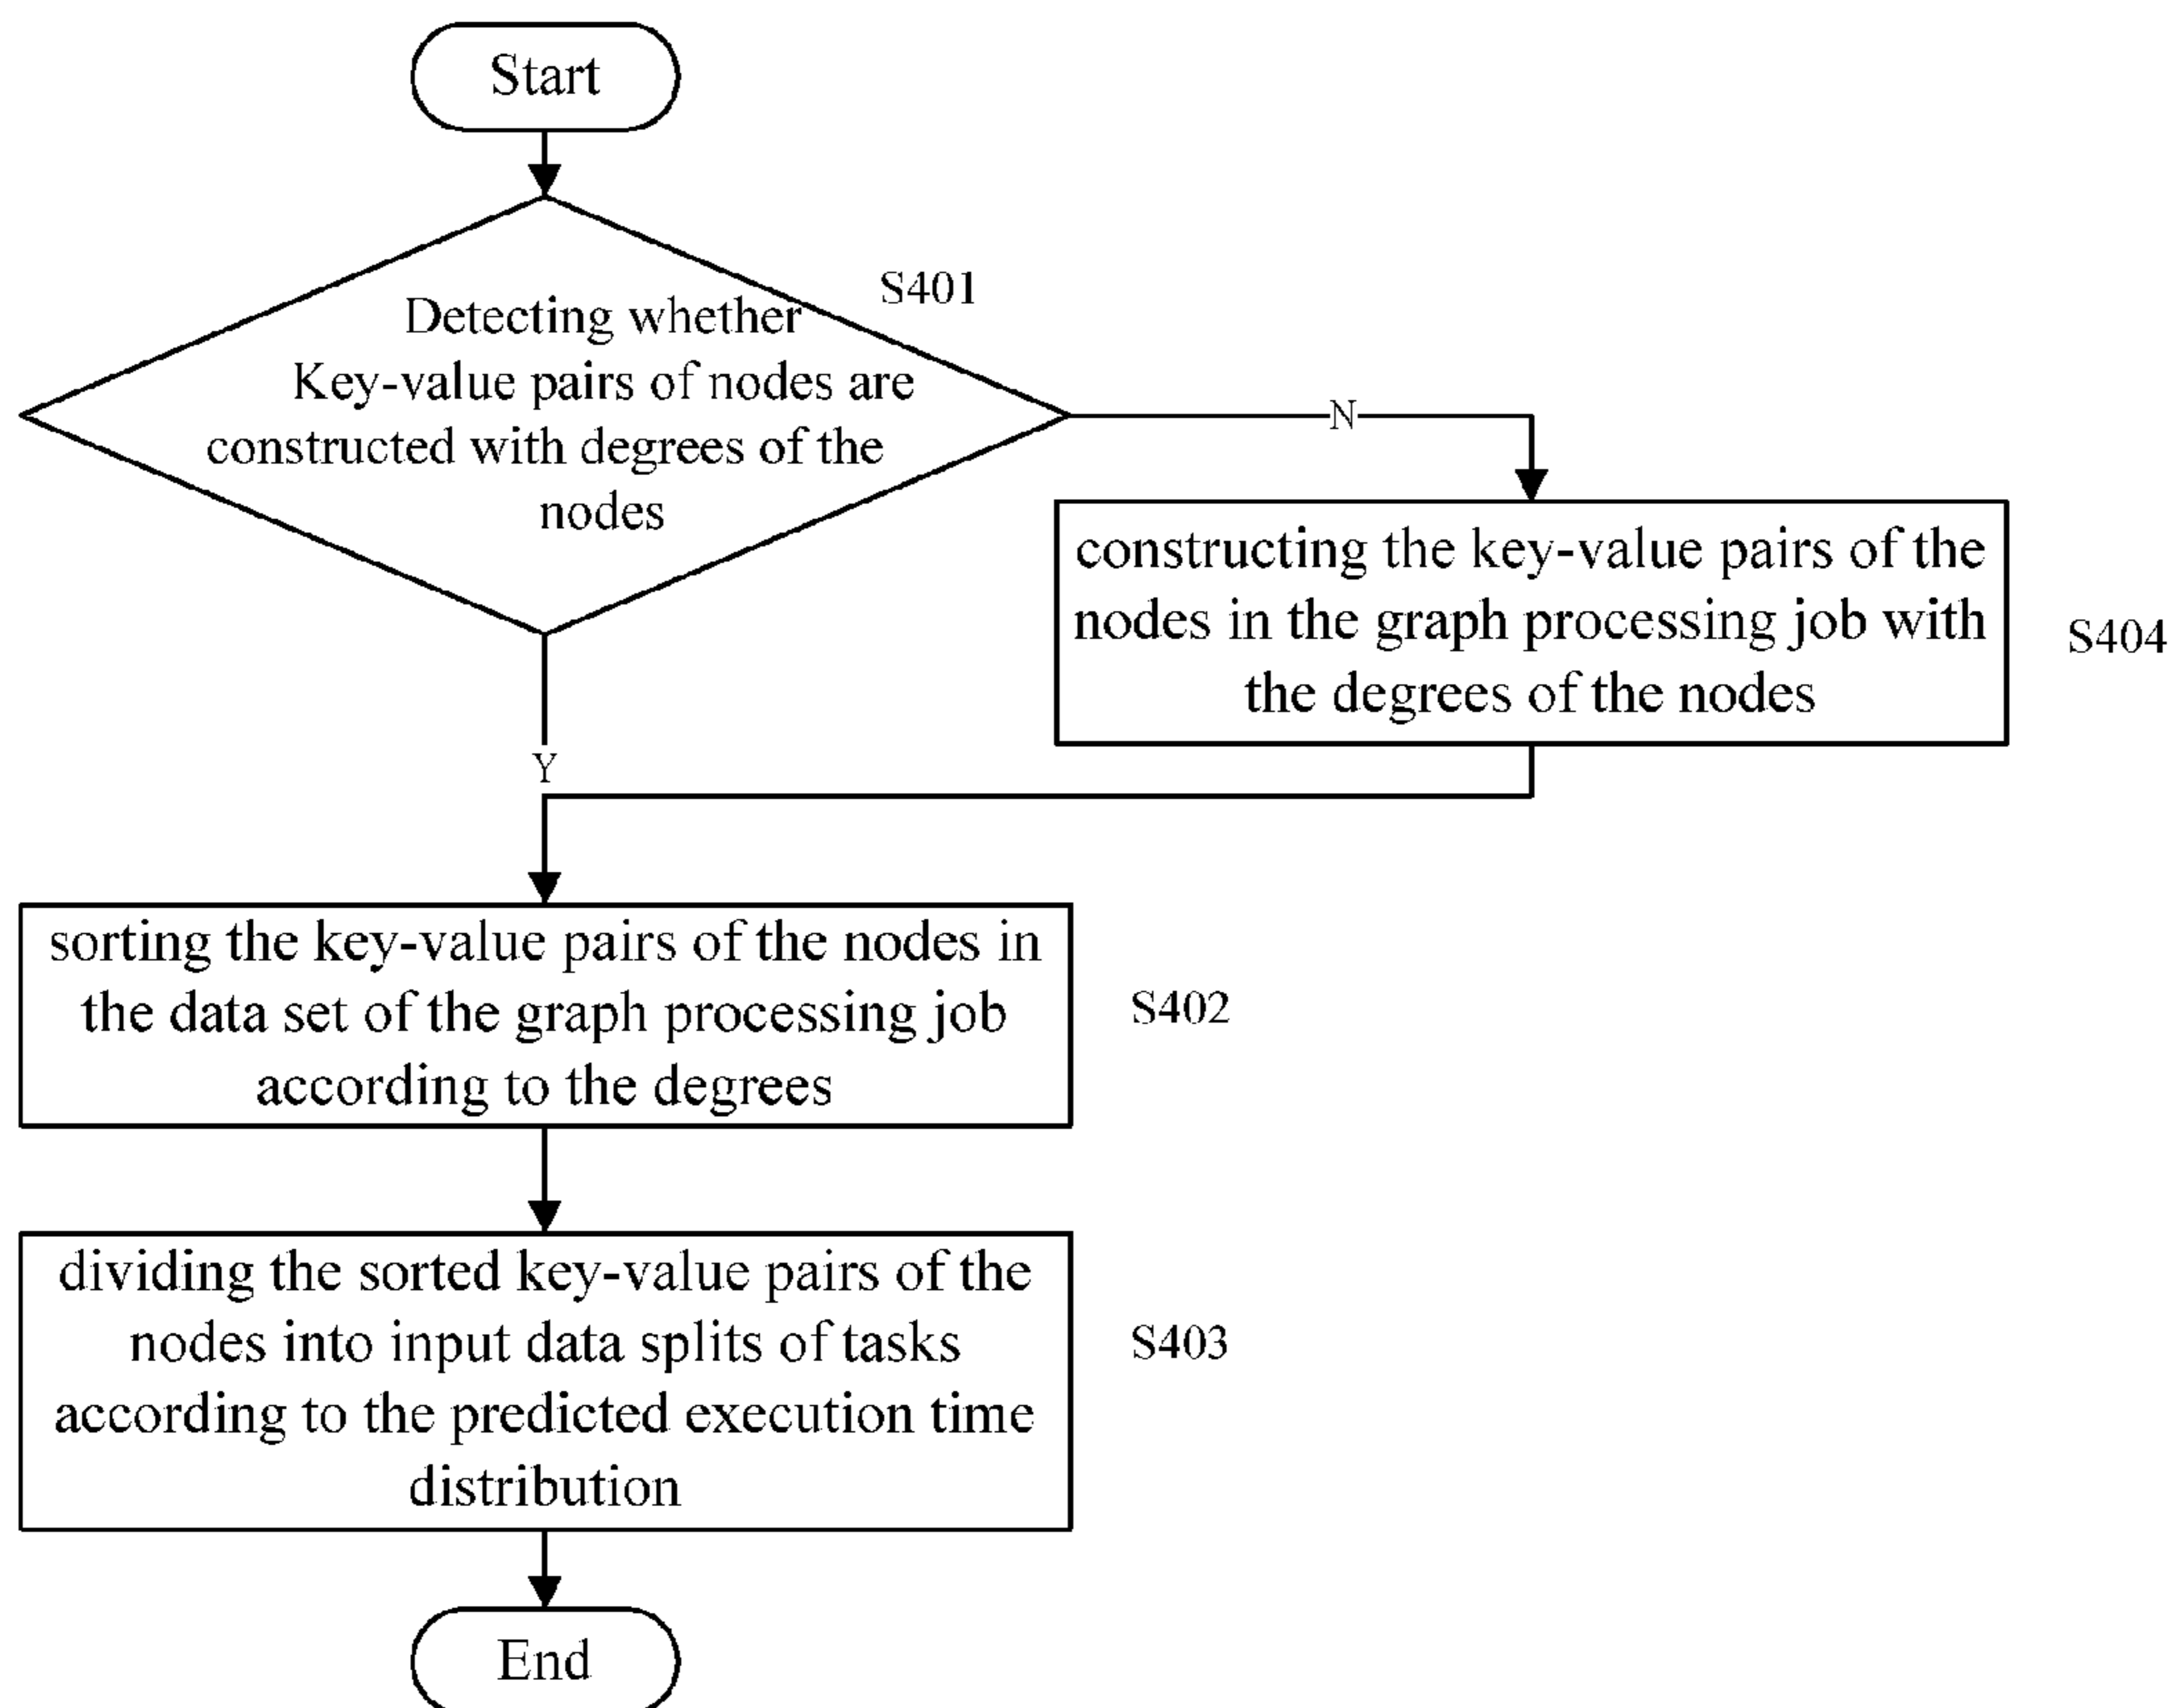 Start
S401
Detecting whether
Key-value pairs of nodes are
constructed with degrees of the
nodes
N
constructing the key-value pairs of the
nodes in the graph processing job with
the degrees of the nodes
S404
Y
sorting the key-value pairs of the nodes in
the data set of the graph processing job
according to the degrees
S402
dividing the sorted key-value pairs of the
nodes into input data splits of tasks
according to the predicted execution time
distribution
S403
End